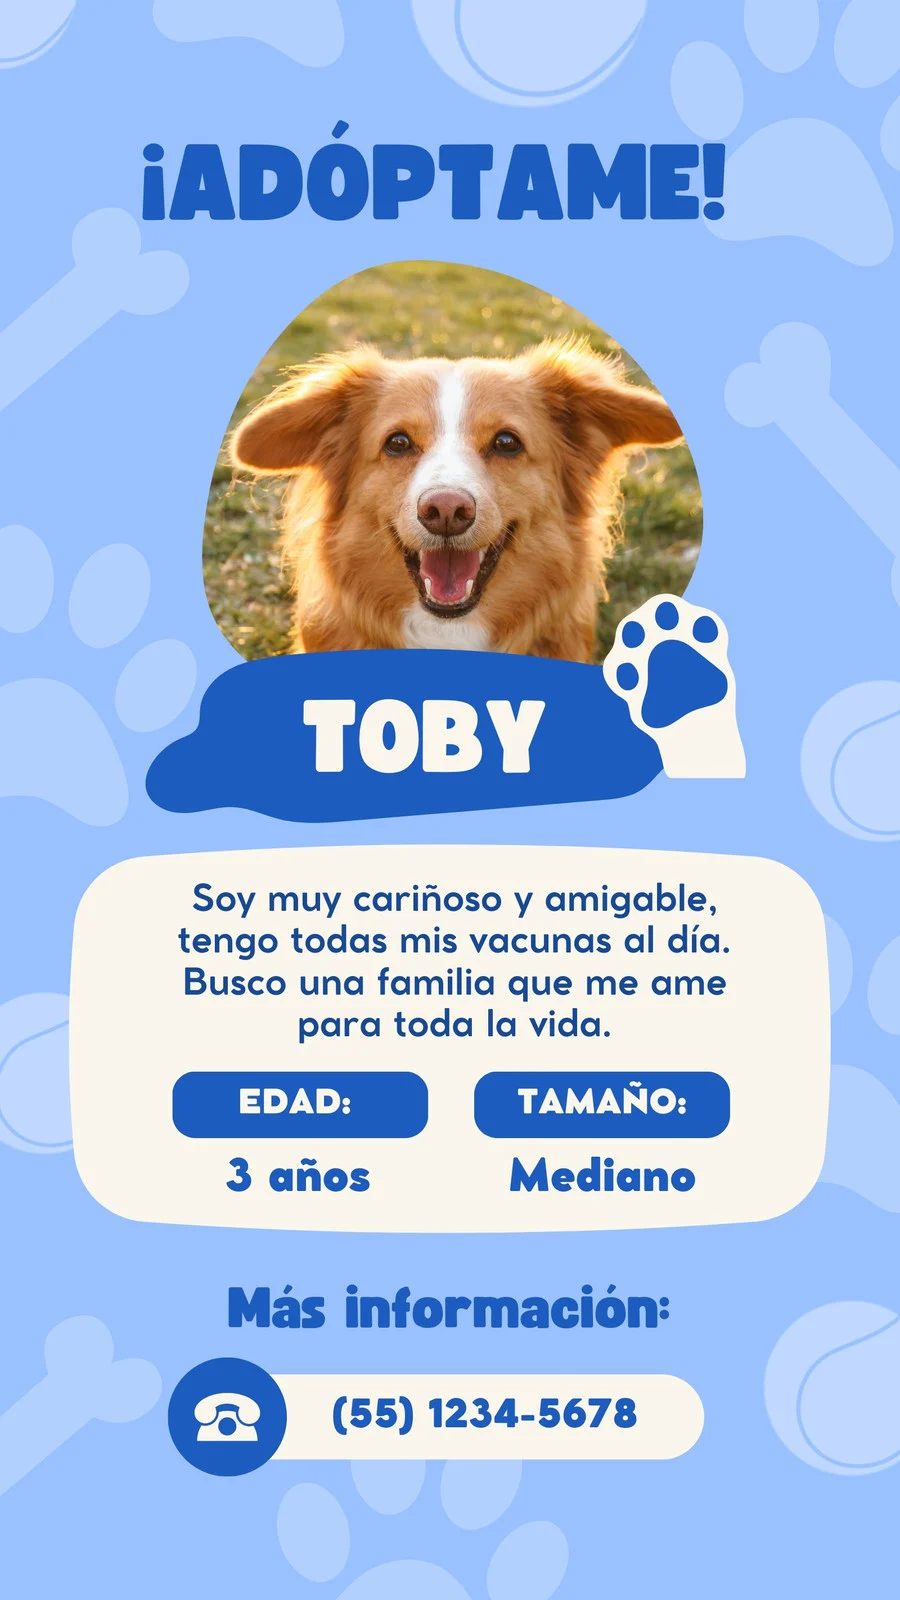 ¡ADÓPTAME!
TOBY
Soy muy cariñoso y amigable,
tengo todas mis vacunas al día.
Busco una familia que me ame
para toda la vida.
EDAD:
3 años
TAMAÑO:
Mediano
Más información:
(55) 1234-5678